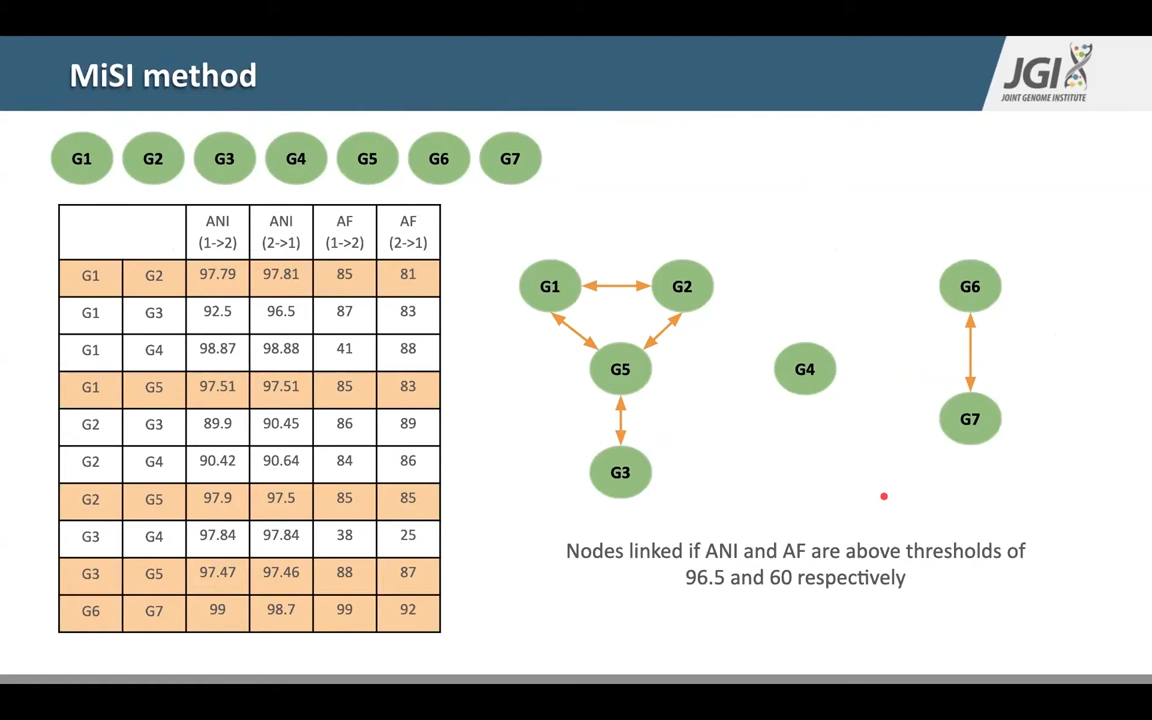 MiSI method
JGI
JOINT GENOME INSTITUTE
G1 G2 G3 G4 G5 G6 G7
ANI (1->2) ANI (2->1) AF (1->2) AF (2->1)
G1 G2 97.79 97.81 85 81
G1 G3 92.5 96.5 87 83
G1 G4 98.87 98.88 41 88
G1 G5 97.51 97.51 85 83
G2 G3 89.9 90.45 86 89
G2 G4 90.42 90.64 84 86
G2 G5 97.9 97.5 85 85
G3 G4 97.84 97.84 38 25
G3 G5 97.47 97.46 88 87
G6 G7 99 98.7 99 92
G1 G2 G6
G5 G4
G7
G3
Nodes linked if ANI and AF are above thresholds of
96.5 and 60 respectively